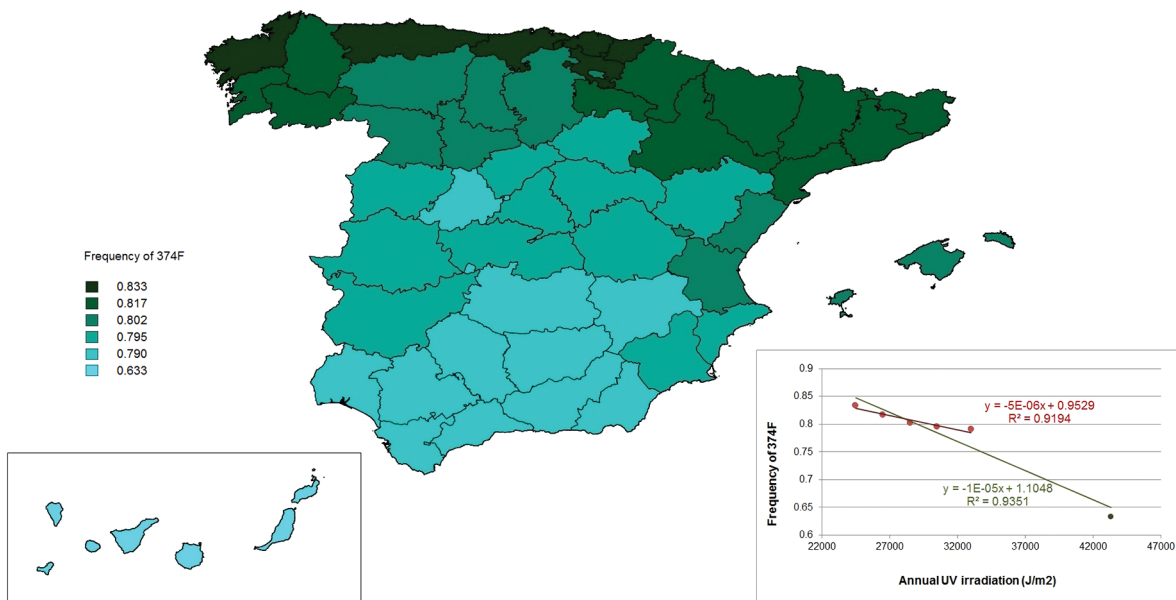 Frequency of 374F
0.833
0.817
0.802
0.795
0.790
0.633
0.9
0.85
0.8
0.75
0.7
0.65
0.6
Frequency of 374F
y = -5E-06x + 0.9529
R² = 0.9194
y = -1E-05x + 1.1048
R² = 0.9351
22000 27000 32000 37000 42000 47000
Annual UV irradiation (J/m2)